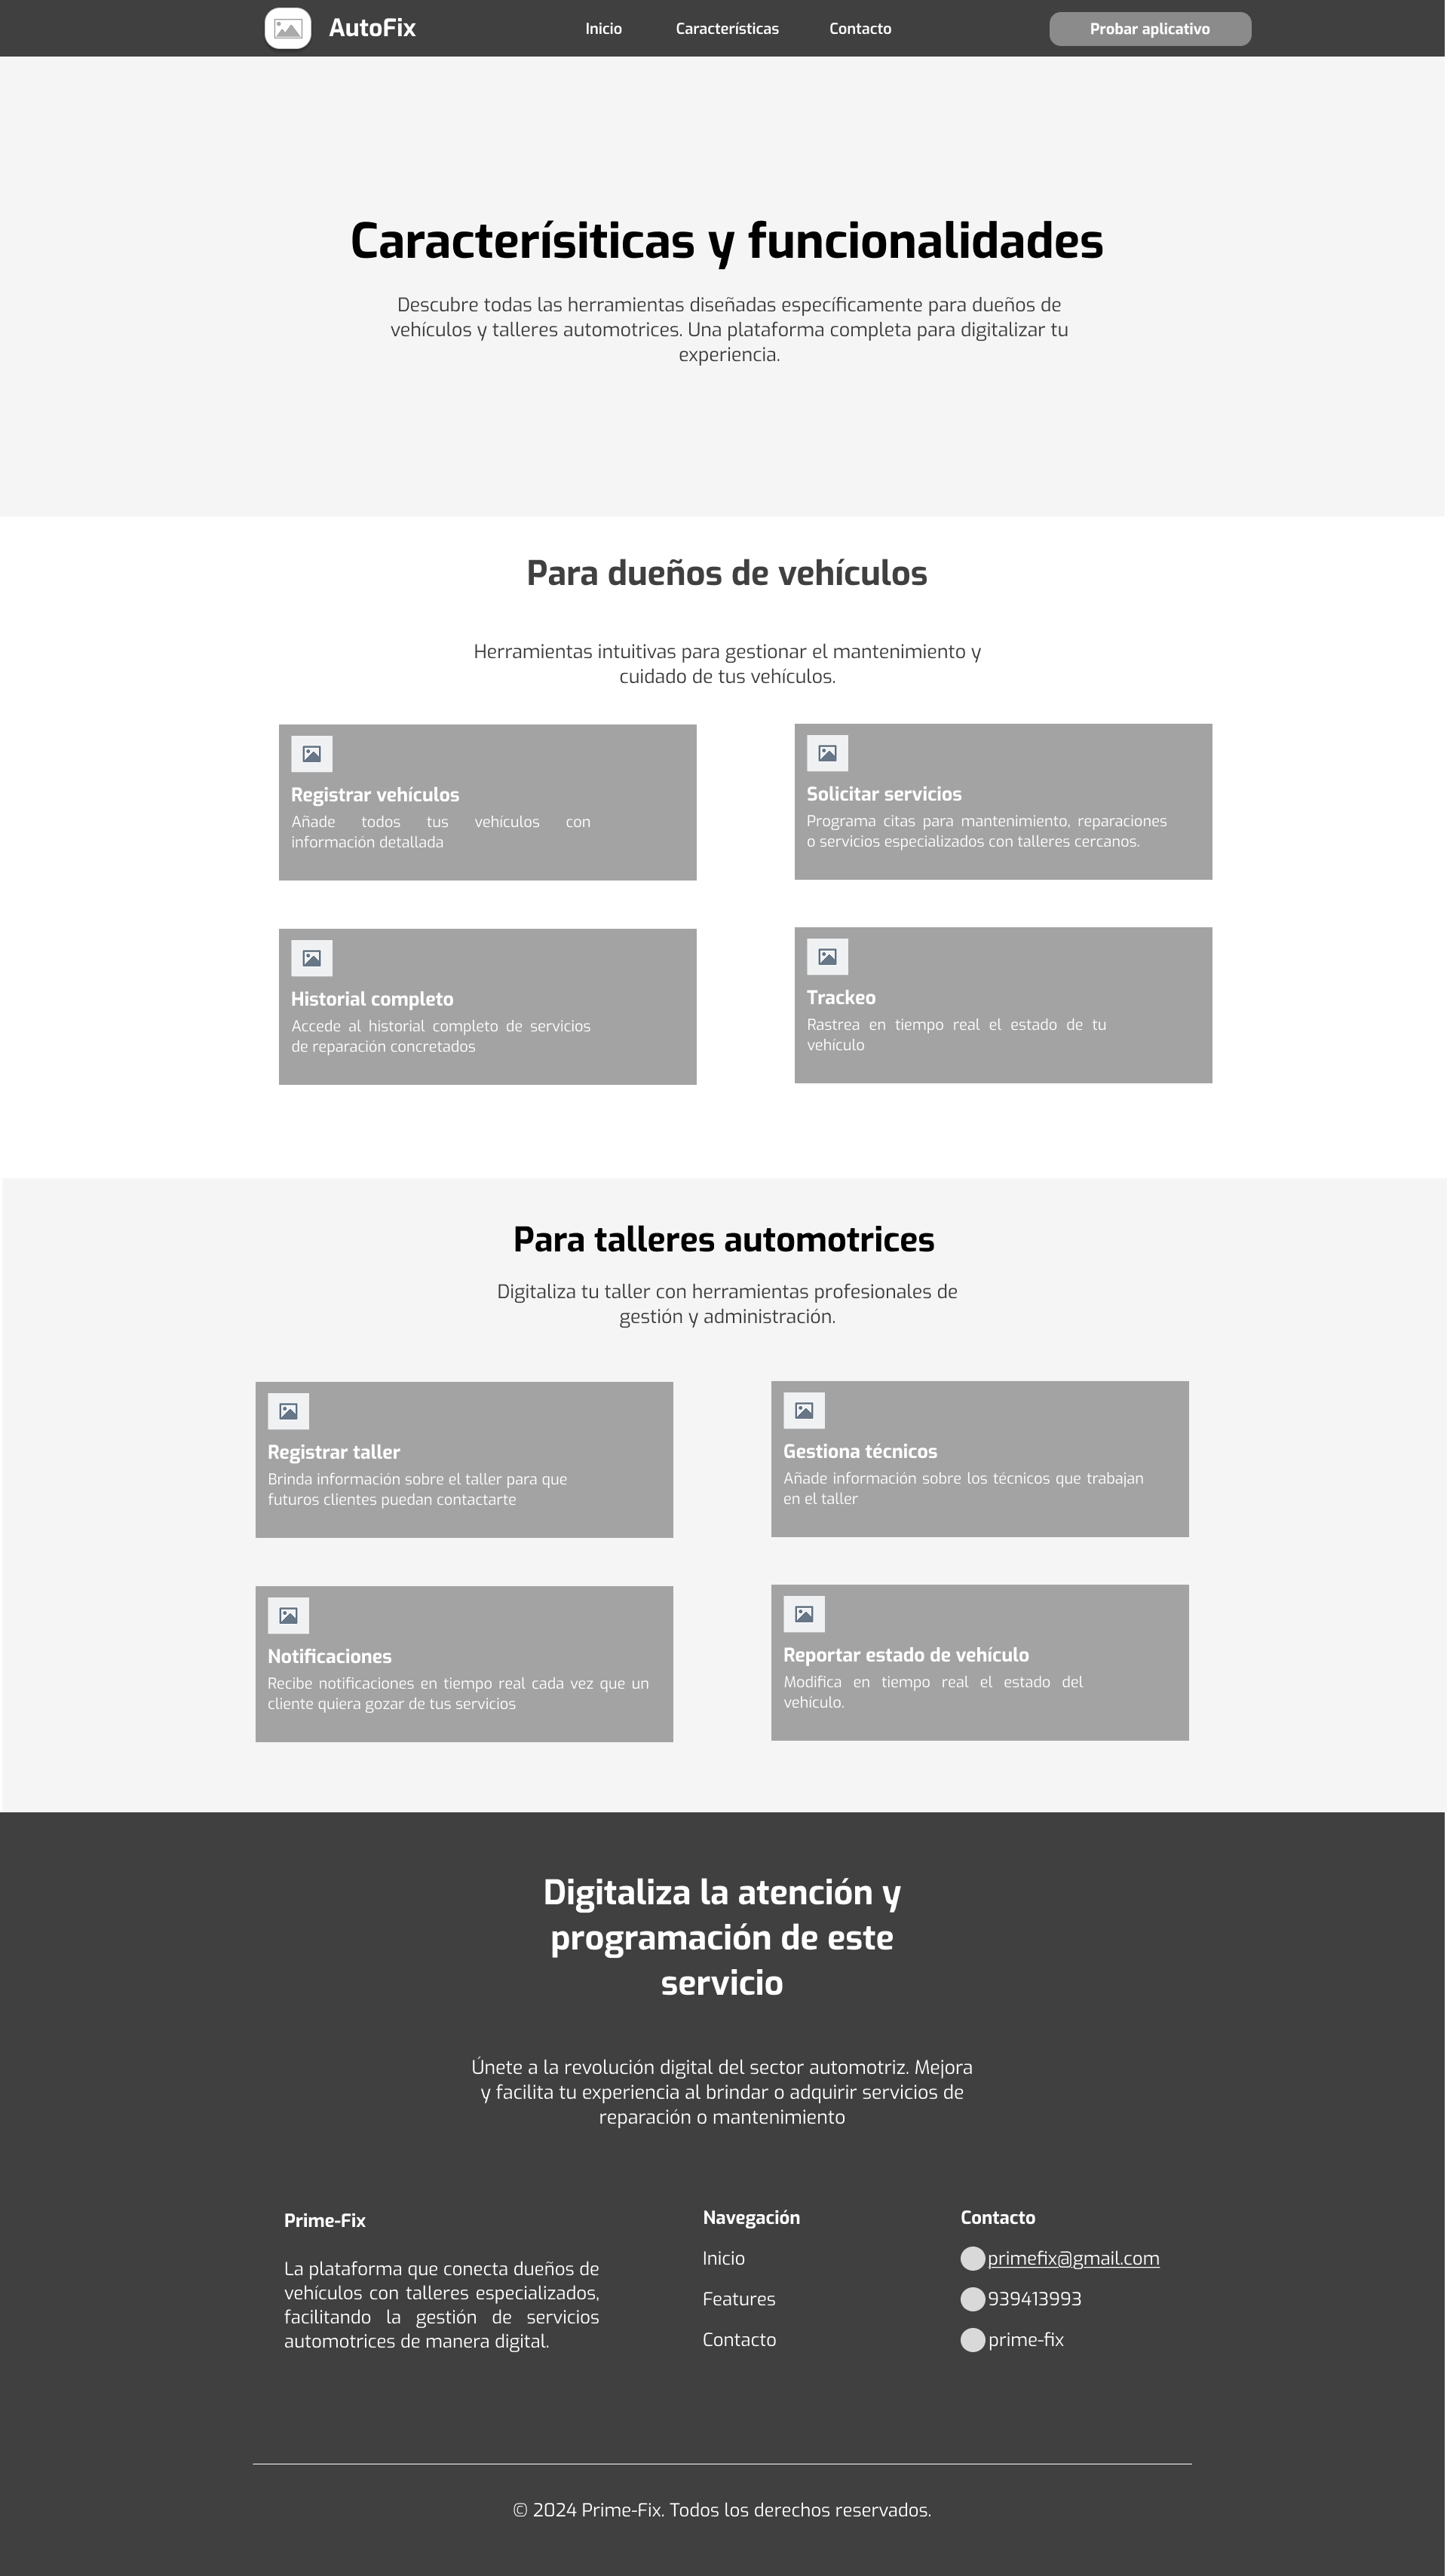 AutoFix
Inicio
Características
Contacto
Probar aplicativo
Caracterísiticas y funcionalidades
Descubre todas las herramientas diseñadas específicamente para dueños de
vehículos y talleres automotrices. Una plataforma completa para digitalizar tu
experiencia.
Para dueños de vehículos
Herramientas intuitivas para gestionar el mantenimiento y
cuidado de tus vehículos.
Registrar vehículos
Añade todos tus vehículos con
información detallada
Solicitar servicios
Programa citas para mantenimiento, reparaciones
o servicios especializados con talleres cercanos.
Historial completo
Accede al historial completo de servicios
de reparación concretados
Trackeo
Rastrea en tiempo real el estado de tu
vehículo
Para talleres automotrices
Digitaliza tu taller con herramientas profesionales de
gestión y administración.
Registrar taller
Brinda información sobre el taller para que
futuros clientes puedan contactarte
Gestiona técnicos
Añade información sobre los técnicos que trabajan
en el taller
Notificaciones
Recibe notificaciones en tiempo real cada vez que un
cliente quiera gozar de tus servicios
Reportar estado de vehículo
Modifica en tiempo real el estado del
vehículo.
Digitaliza la atención y
programación de este
servicio
Únete a la revolución digital del sector automotriz. Mejora
y facilita tu experiencia al brindar o adquirir servicios de
reparación o mantenimiento
Prime-Fix
La plataforma que conecta dueños de
vehículos con talleres especializados,
facilitando la gestión de servicios
automotrices de manera digital.
Navegación
Inicio
Features
Contacto
Contacto
primefix@gmail.com
939413993
prime-fix
© 2024 Prime-Fix. Todos los derechos reservados.